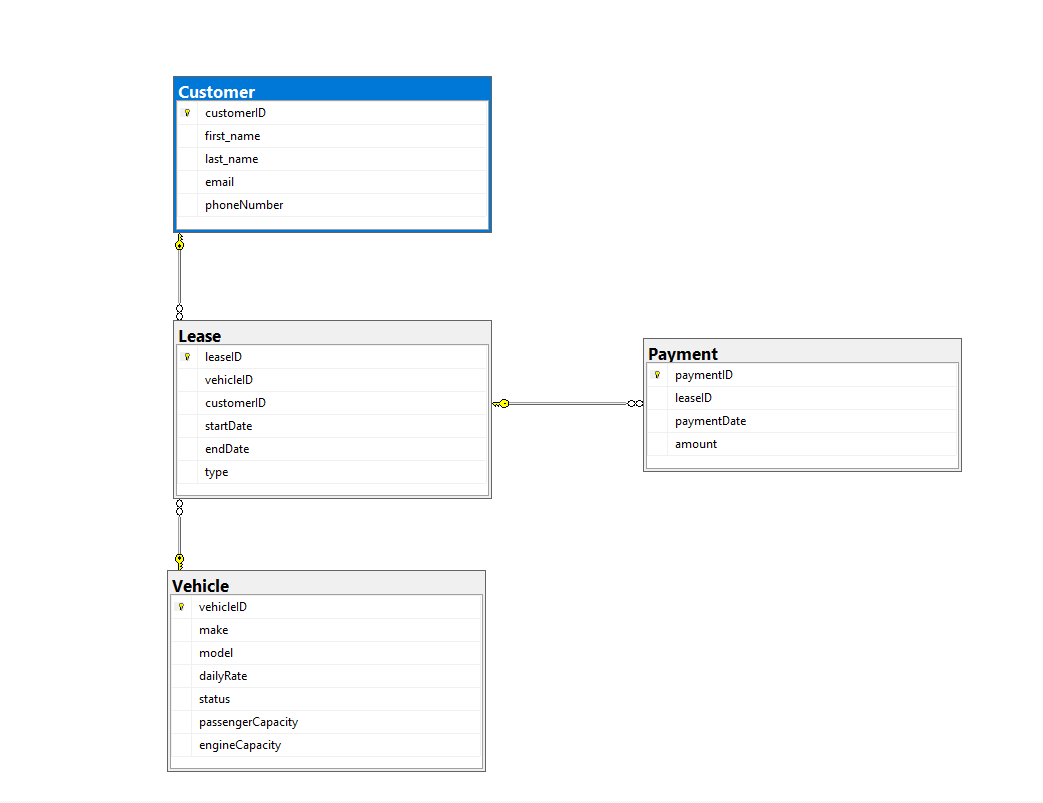 Customer
customerID
first_name
last_name
email
phoneNumber
Lease
leaseID
vehicleID
customerID
startDate
endDate
type
Payment
paymentID
leaseID
paymentDate
amount
Vehicle
vehicleID
make
model
dailyRate
status
passengerCapacity
engineCapacity